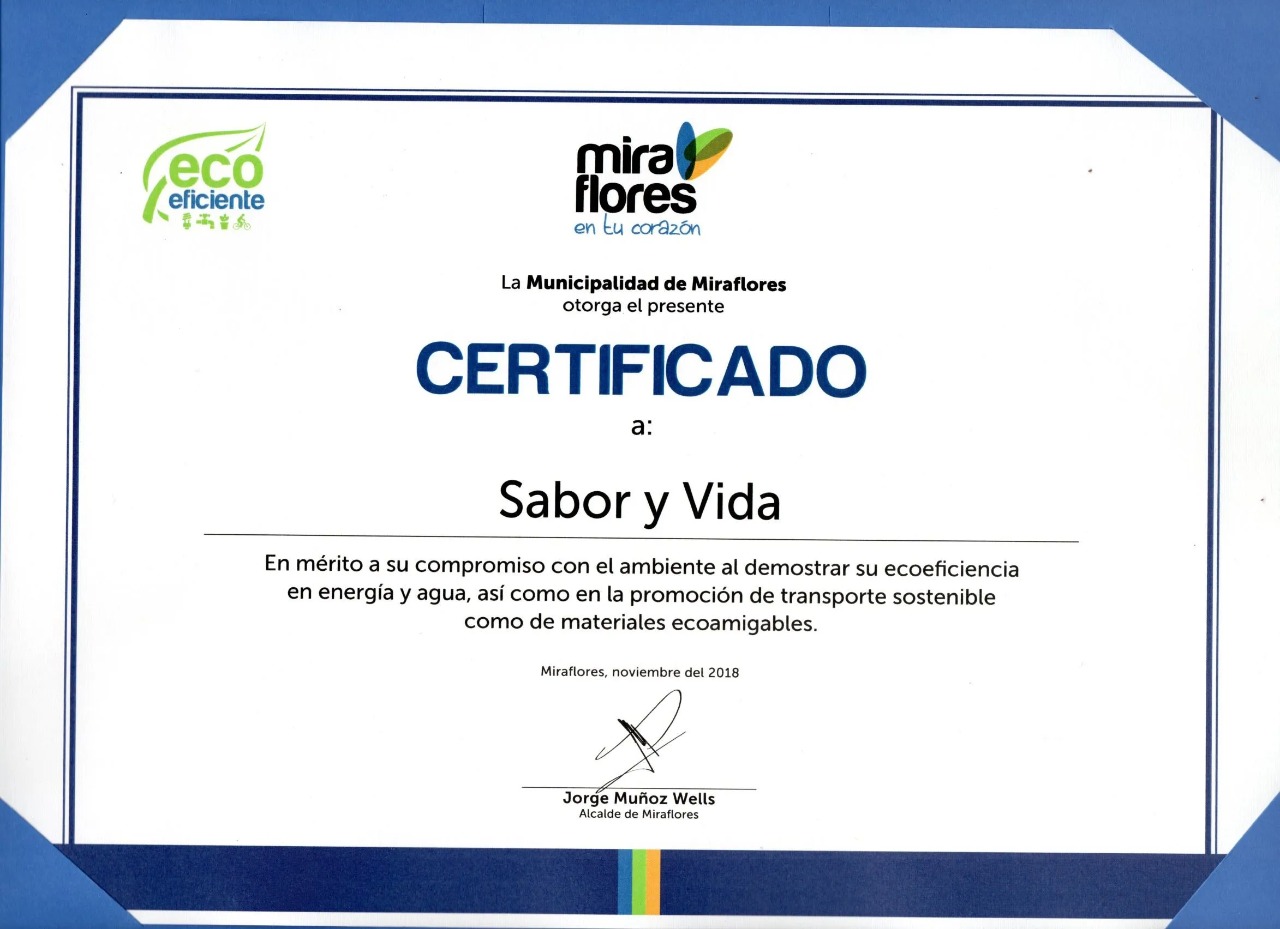 eco
eficiente
mira
flores
en tu corazón
La Municipalidad de Miraflores
otorga el presente
CERTIFICADO
a:
Sabor y Vida
En mérito a su compromiso con el ambiente al demostrar su ecoeficiencia
en energía y agua, así como en la promoción de transporte sostenible
como de materiales ecoamigables.
Miraflores, noviembre del 2018
Jorge Muñoz Wells
Alcalde de Miraflores